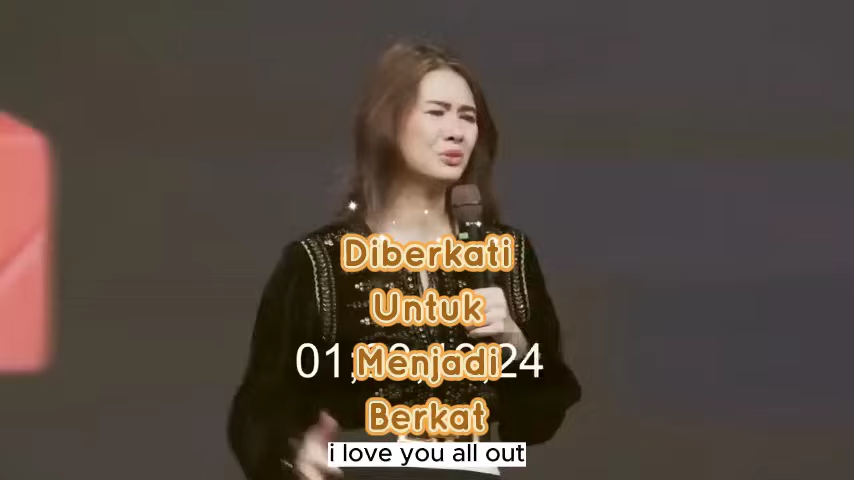 Diberkati
Untuk
Menjadi
Berkat
i love you all out